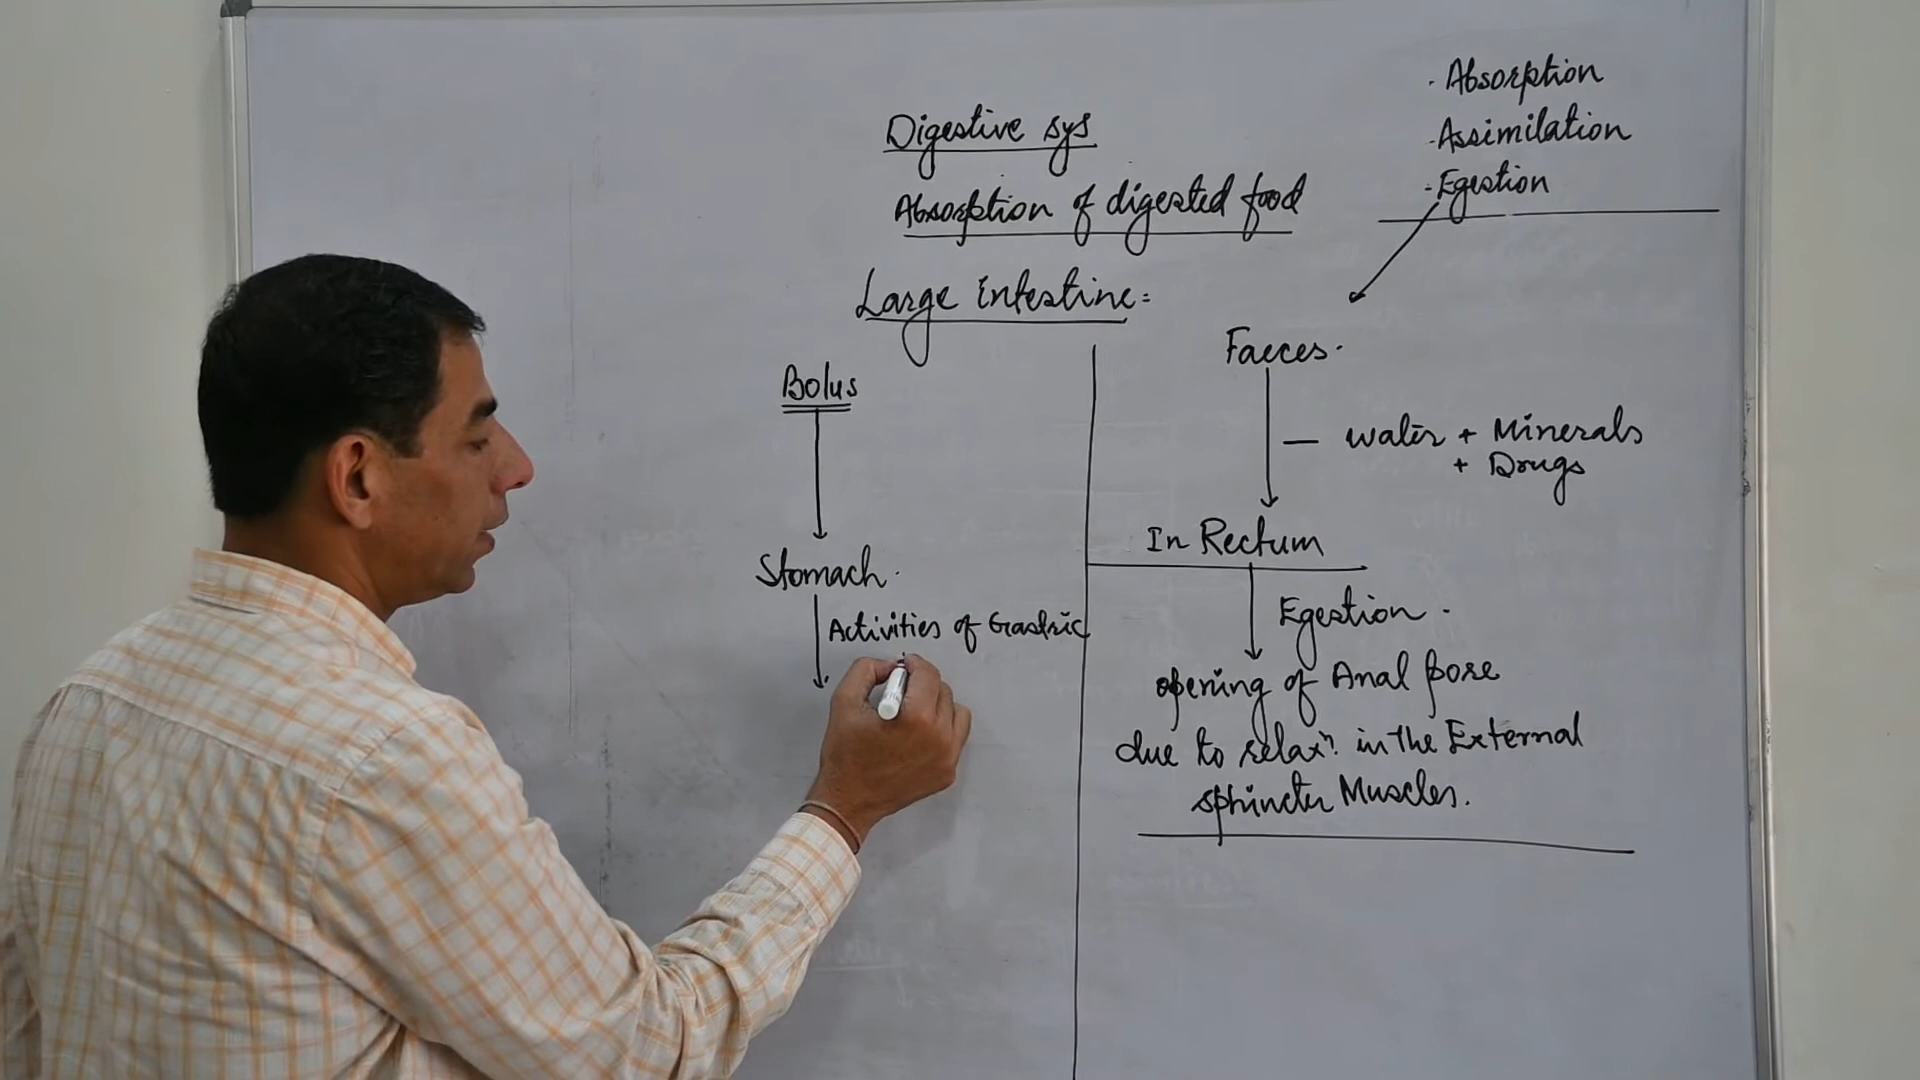 Digestive sys
Absorption of digested food
Large Intestine =
Bolus
Stomach.
Activities of Gastric
· Absorption
· Assimilation
· Egestion
Faeces.
— Water + Minerals
+ Drugs
In Rectum
Egestion.
opening of Anal pore
due to relaxⁿ. in the External
sphincter Muscles.